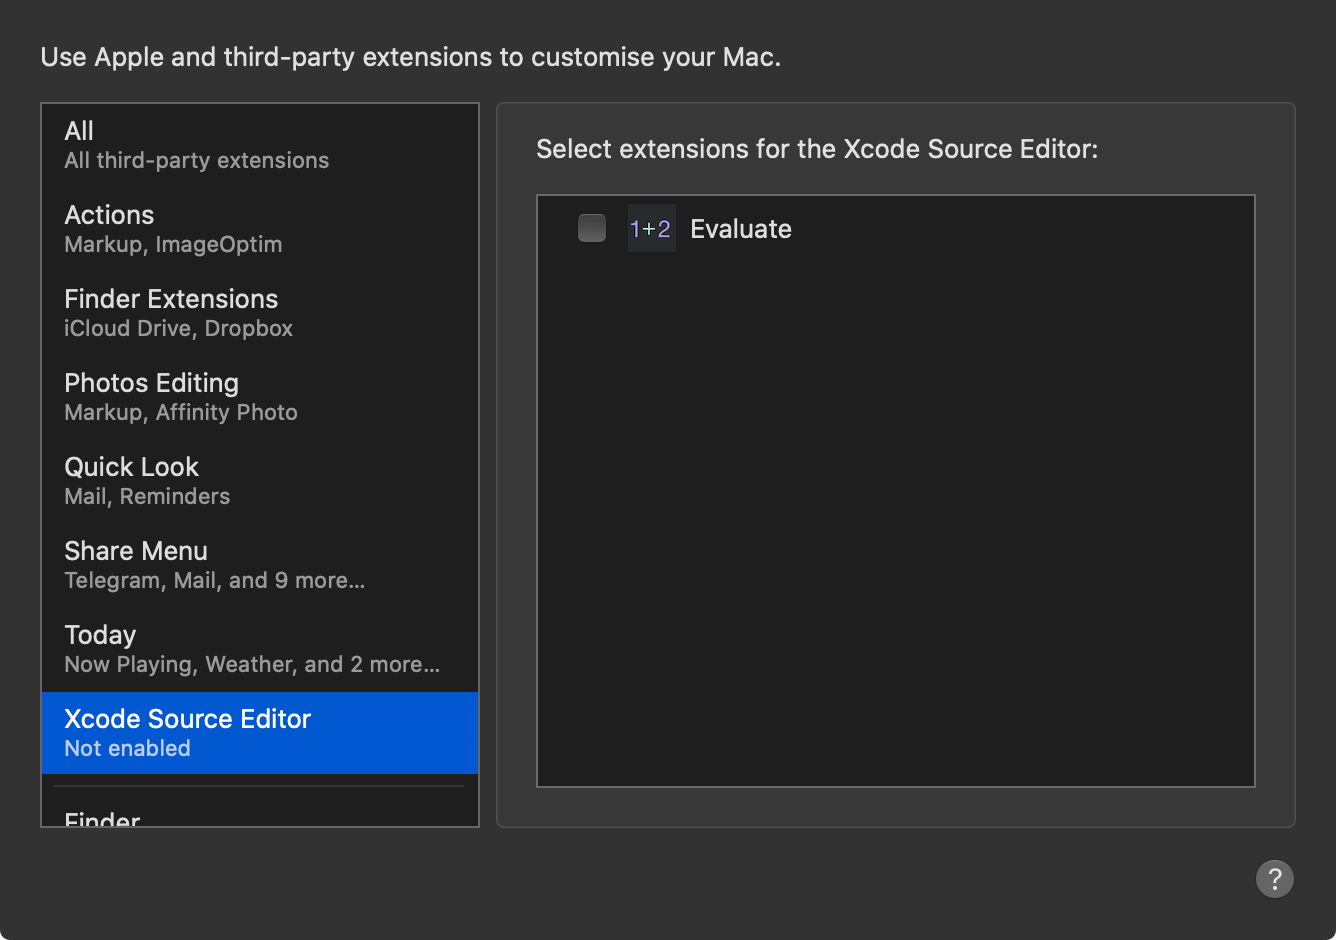 Use Apple and third-party extensions to customise your Mac.
All
All third-party extensions
Actions
Markup, ImageOptim
Finder Extensions
iCloud Drive, Dropbox
Photos Editing
Markup, Affinity Photo
Quick Look
Mail, Reminders
Share Menu
Telegram, Mail, and 9 more...
Today
Now Playing, Weather, and 2 more...
Xcode Source Editor
Not enabled
Finder
Select extensions for the Xcode Source Editor:
1+2 Evaluate
?